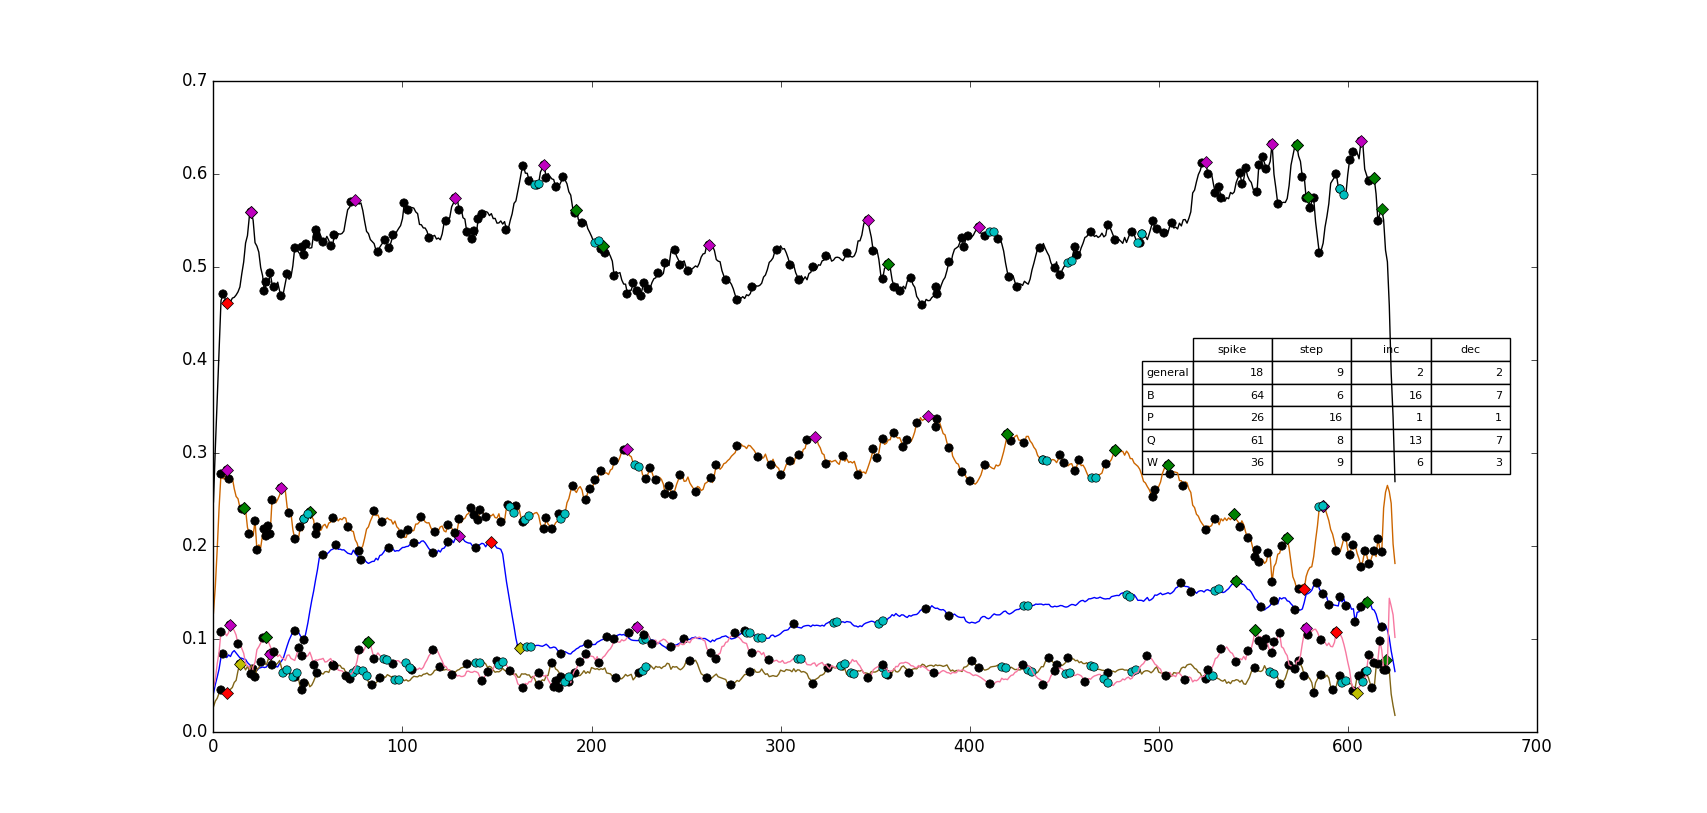 0.7
0.6
0.5
0.4
0.3
0.2
0.1
0.0
spike step inc dec
general 18 9 2 2
B 64 6 16 7
P 26 16 1 1
Q 61 8 13 7
W 36 9 6 3
0 100 200 300 400 500 600 700